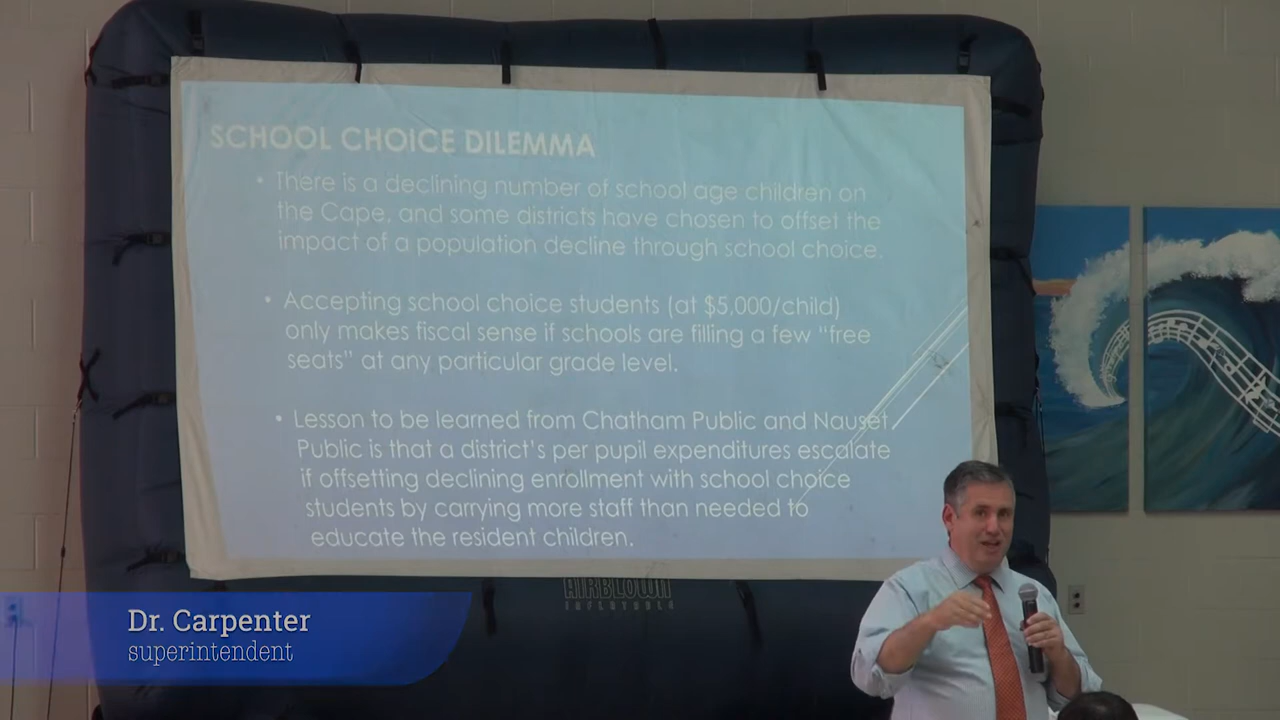 SCHOOL CHOICE DILEMMA
• There is a declining number of school age children on
the Cape, and some districts have chosen to offset the
impact of a population decline through school choice.
• Accepting school choice students (at $5,000/child)
only makes fiscal sense if schools are filling a few “free
seats” at any particular grade level.
• Lesson to be learned from Chatham Public and Nauset
Public is that a district’s per pupil expenditures escalate
if offsetting declining enrollment with school choice
students by carrying more staff than needed to
educate the resident children.
AIRBLOWN
INFLATABLE
Dr. Carpenter
superintendent